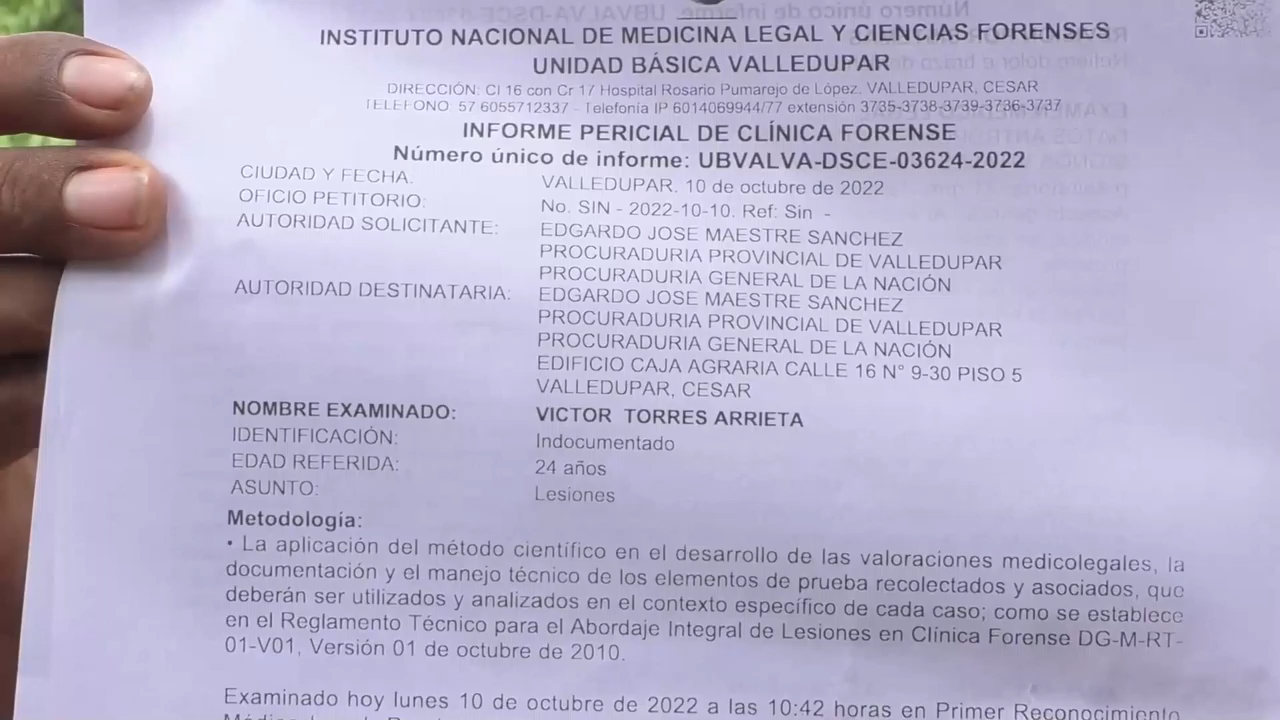 INSTITUTO NACIONAL DE MEDICINA LEGAL Y CIENCIAS FORENSES
UNIDAD BÁSICA VALLEDUPAR
DIRECCIÓN: Cl 16 con Cr 17 Hospital Rosario Pumarejo de López. VALLEDUPAR, CESAR
TELEFONO 57 6055712337 - Telefonía IP 6014069944/77 extensión 3735-3738-3739-3736-3737
INFORME PERICIAL DE CLÍNICA FORENSE
Número único de informe: UBVALVA-DSCE-03624-2022
CIUDAD Y FECHA. VALLEDUPAR. 10 de octubre de 2022
OFICIO PETITORIO: No. SIN - 2022-10-10. Ref: Sin -
AUTORIDAD SOLICITANTE: EDGARDO JOSE MAESTRE SANCHEZ
PROCURADURIA PROVINCIAL DE VALLEDUPAR
PROCURADURIA GENERAL DE LA NACIÓN
AUTORIDAD DESTINATARIA: EDGARDO JOSE MAESTRE SANCHEZ
PROCURADURIA PROVINCIAL DE VALLEDUPAR
PROCURADURIA GENERAL DE LA NACIÓN
EDIFICIO CAJA AGRARIA CALLE 16 N° 9-30 PISO 5
VALLEDUPAR, CESAR
NOMBRE EXAMINADO: VICTOR TORRES ARRIETA
IDENTIFICACIÓN: Indocumentado
EDAD REFERIDA: 24 años
ASUNTO: Lesiones
Metodología:
• La aplicación del método científico en el desarrollo de las valoraciones medicolegales, la
documentación y el manejo técnico de los elementos de prueba recolectados y asociados, que
deberán ser utilizados y analizados en el contexto específico de cada caso; como se establece
en el Reglamento Técnico para el Abordaje Integral de Lesiones en Clínica Forense DG-M-RT-
01-V01, Versión 01 de octubre de 2010.
Examinado hoy lunes 10 de octubre de 2022 a las 10:42 horas en Primer Reconocimiento